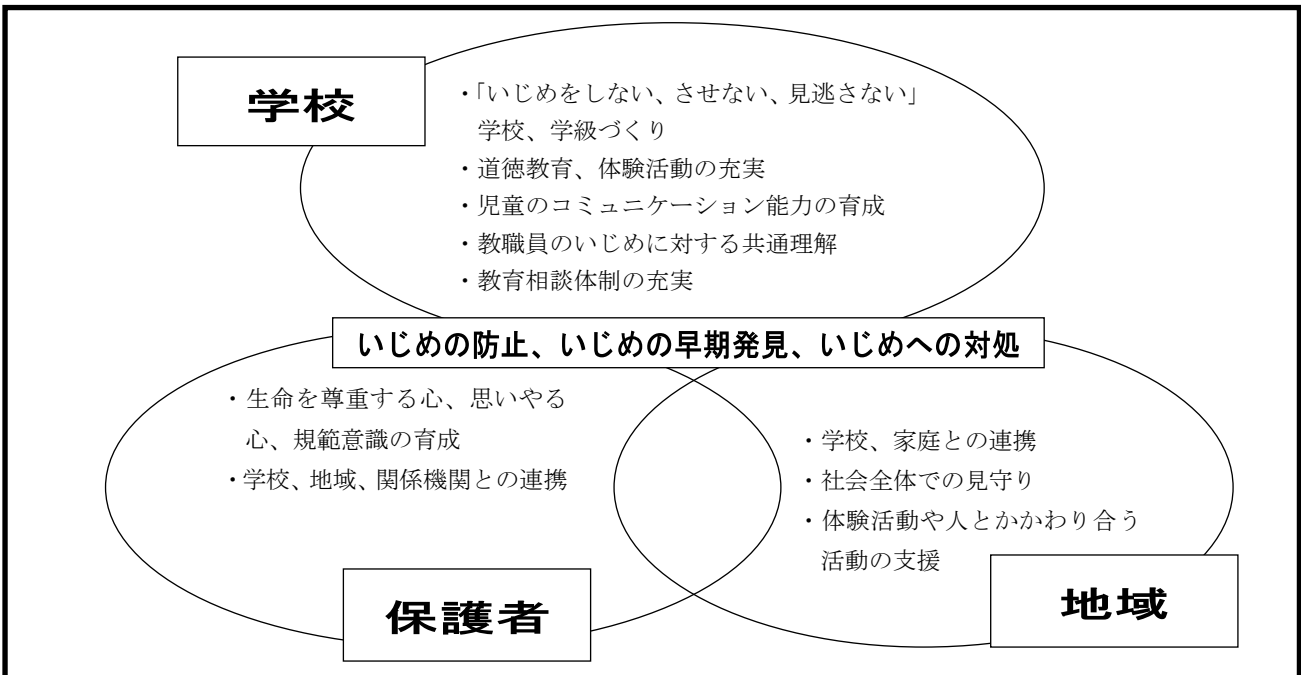 学校
・「いじめをしない、させない、見逃さない」
学校、学級づくり
・道徳教育、体験活動の充実
・児童のコミュニケーション能力の育成
・教職員のいじめに対する共通理解
・教育相談体制の充実
いじめの防止、いじめの早期発見、いじめへの対処
・生命を尊重する心、思いやる
心、規範意識の育成
・学校、地域、関係機関との連携
保護者
・学校、家庭との連携
・社会全体での見守り
・体験活動や人とかかわり合う
活動の支援
地域